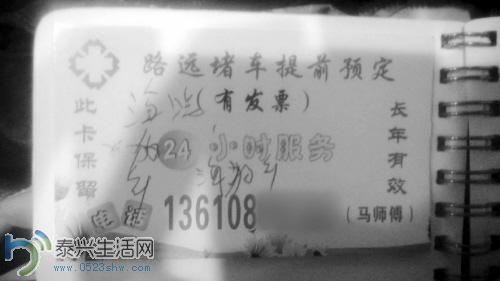 路远堵车提前预定
此卡保留
(有发票)
24小时服务
长年有效
电话 136108
(马师傅)
泰兴生活网
www.0523shw.com